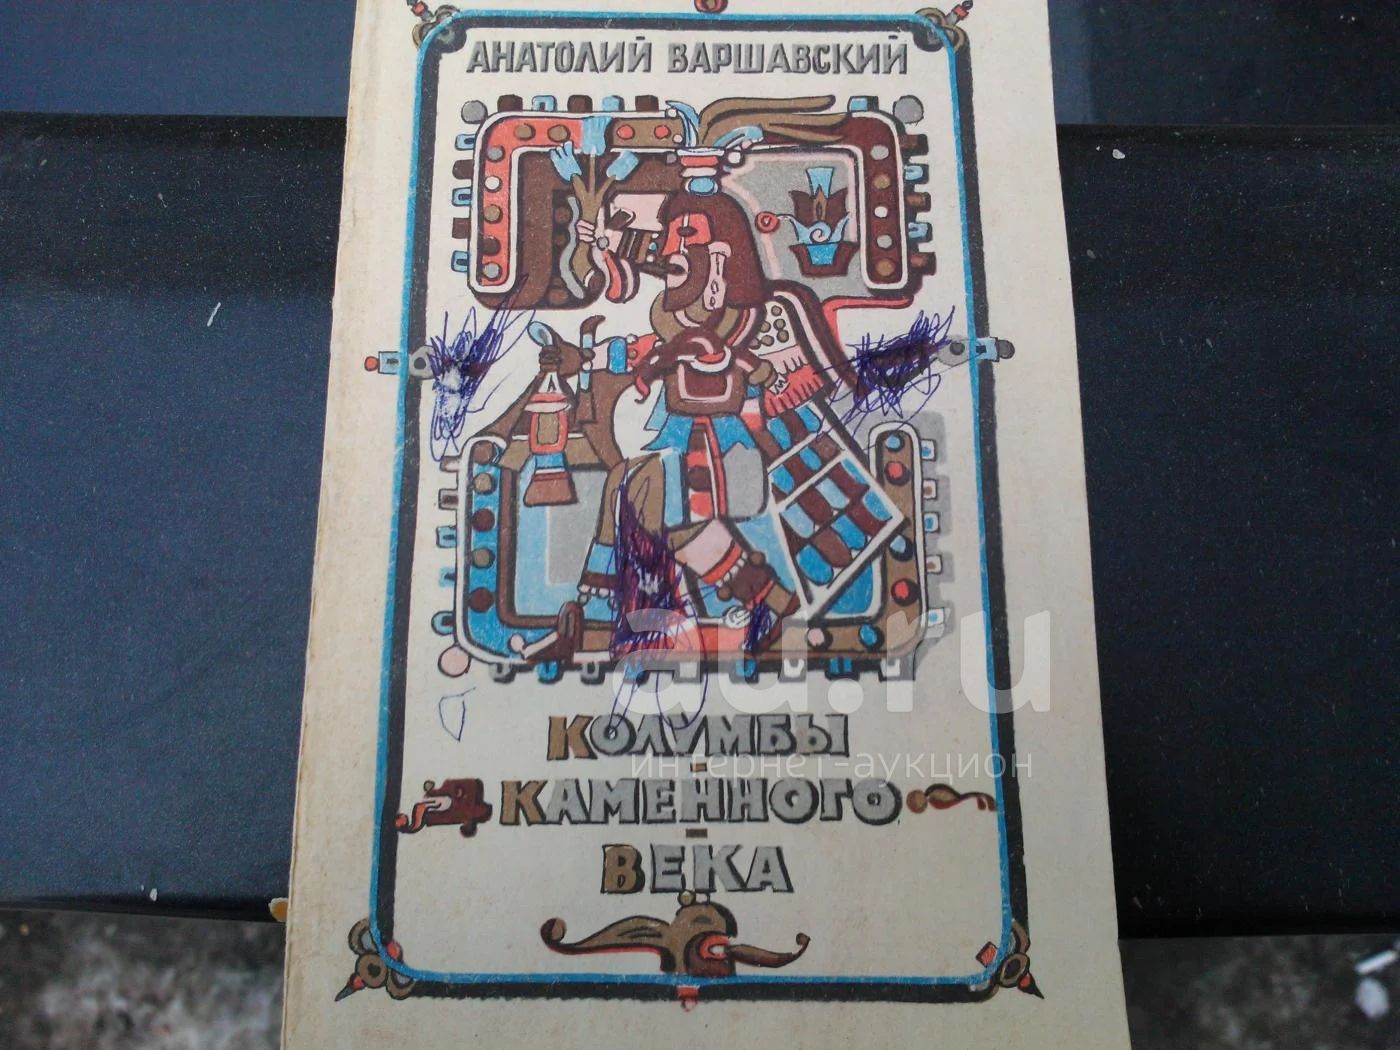 АНАТОЛИЙ ВАРШАВСКИЙ
au.ru
КОЛУМБЫ
интернет-аукцион
КАМЕННОГО
ВЕКА